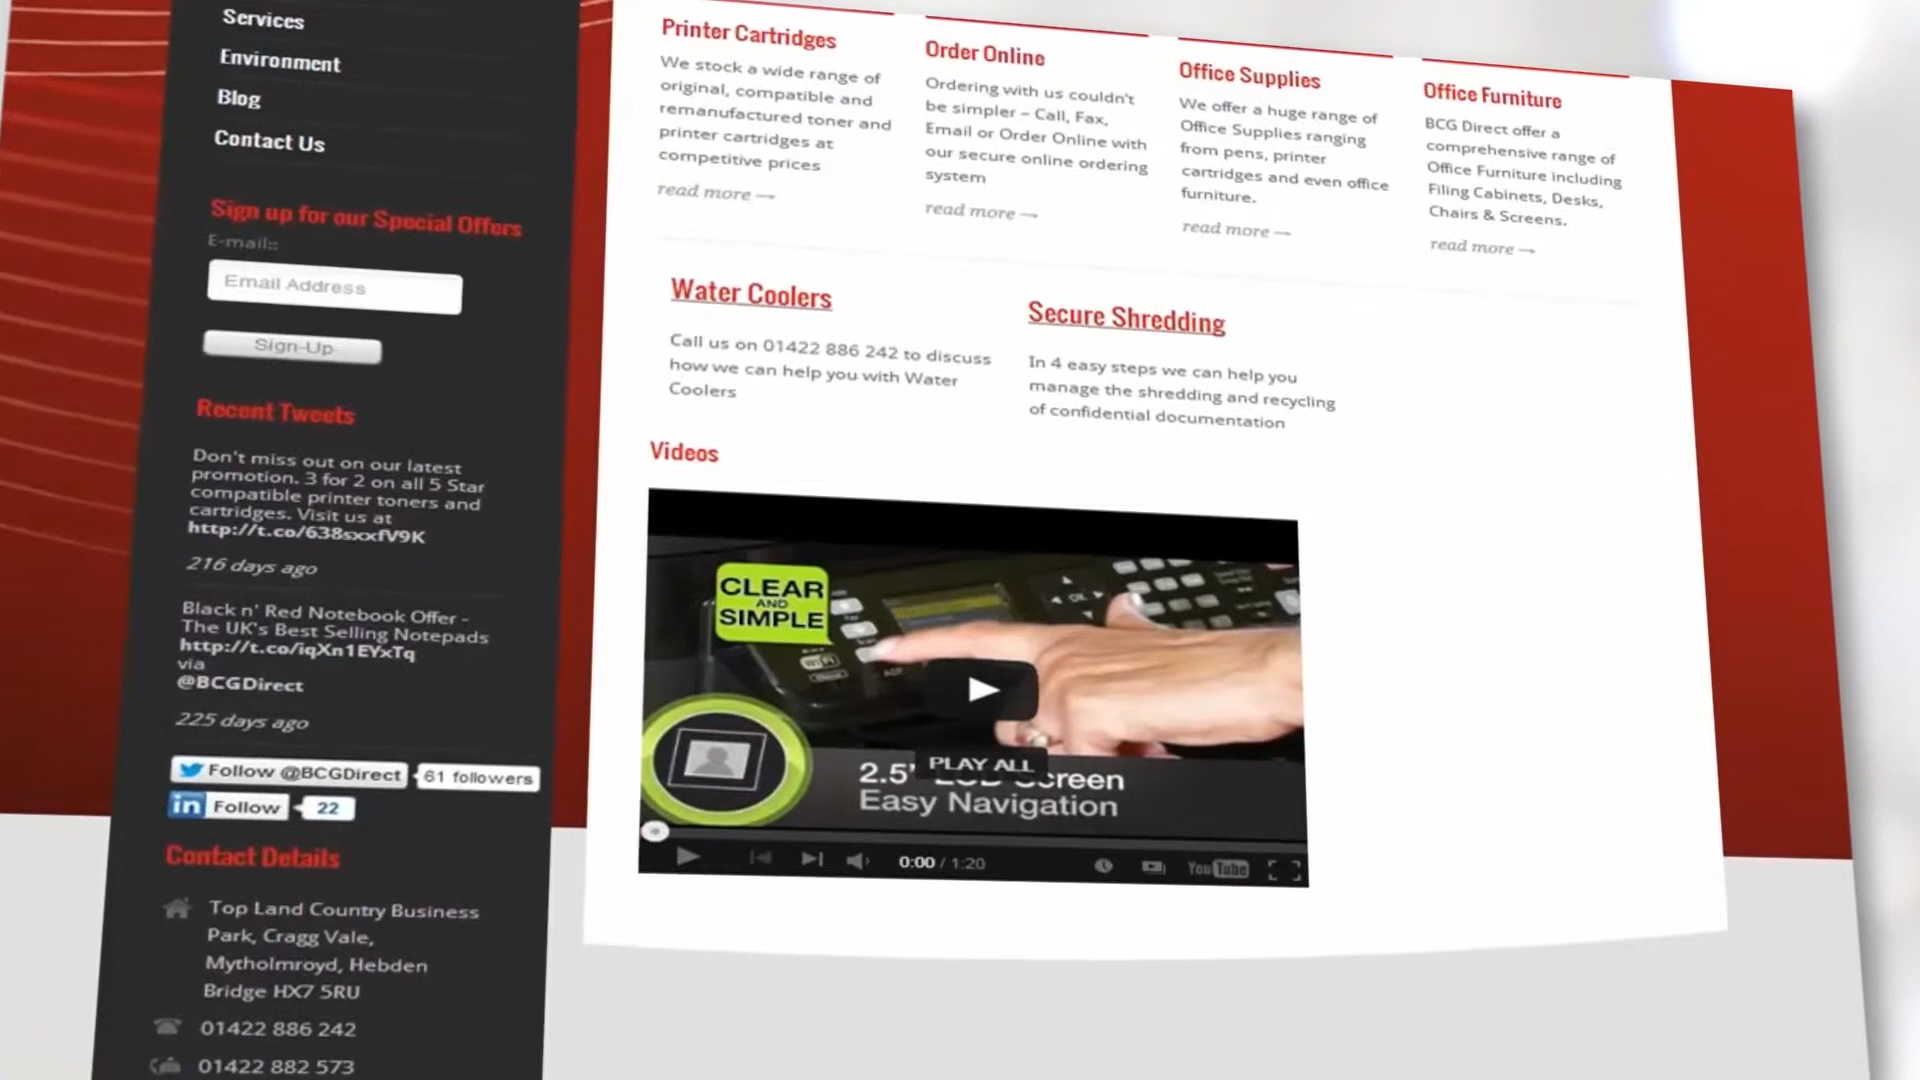 Services
Environment
Blog
Contact Us
Sign up for our Special Offers
E-mail::
Email Address
Sign-Up
Recent Tweets
Don't miss out on our latest
promotion. 3 for 2 on all 5 Star
compatible printer toners and
cartridges. Visit us at
http://t.co/638sxxfV9K
216 days ago
Black n' Red Notebook Offer -
The UK's Best Selling Notepads
http://t.co/iqXn1EYxTq
via
@BCGDirect
225 days ago
Follow @BCGDirect 61 followers
in Follow 22
Contact Details
Top Land Country Business
Park, Cragg Vale,
Mytholmroyd, Hebden
Bridge HX7 5RU
01422 886 242
01422 882 573
Printer Cartridges
We stock a wide range of
original, compatible and
remanufactured toner and
printer cartridges at
competitive prices
read more →
Order Online
Ordering with us couldn't
be simpler – Call, Fax,
Email or Order Online with
our secure online ordering
system
read more →
Office Supplies
We offer a huge range of
Office Supplies ranging
from pens, printer
cartridges and even office
furniture.
read more →
Office Furniture
BCG Direct offer a
comprehensive range of
Office Furniture including
Filing Cabinets, Desks,
Chairs & Screens.
read more →
Water Coolers
Call us on 01422 886 242 to discuss
how we can help you with Water
Coolers
Secure Shredding
In 4 easy steps we can help you
manage the shredding and recycling
of confidential documentation
Videos
CLEAR
AND
SIMPLE
OK
WiFi
PLAY ALL
2.5" LCD Screen
Easy Navigation
0:00 / 1:20
YouTube